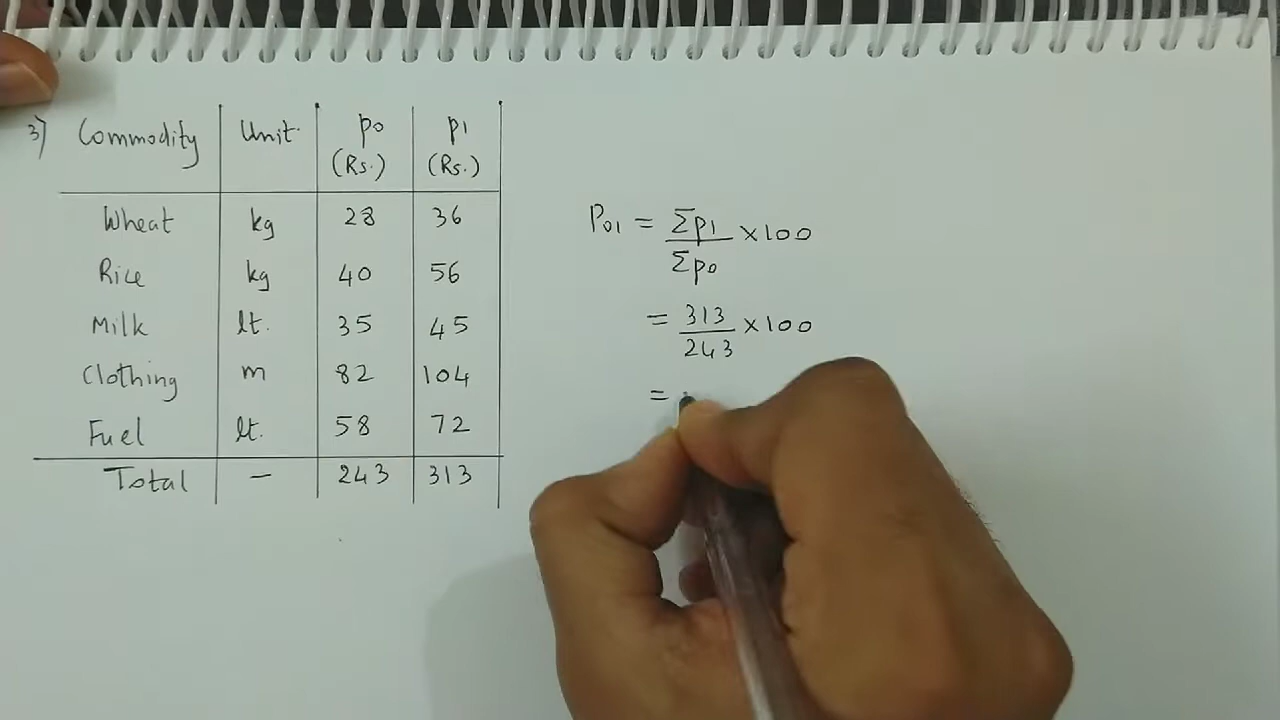 3) Commodity Unit. p0 (Rs.) p1 (Rs.)
Wheat kg 28 36
Rice kg 40 56
Milk lt. 35 45
Clothing m 82 104
Fuel lt. 58 72
Total — 243 313
P01 = Σp1 / Σp0 ×100
= 313 / 243 ×100
=